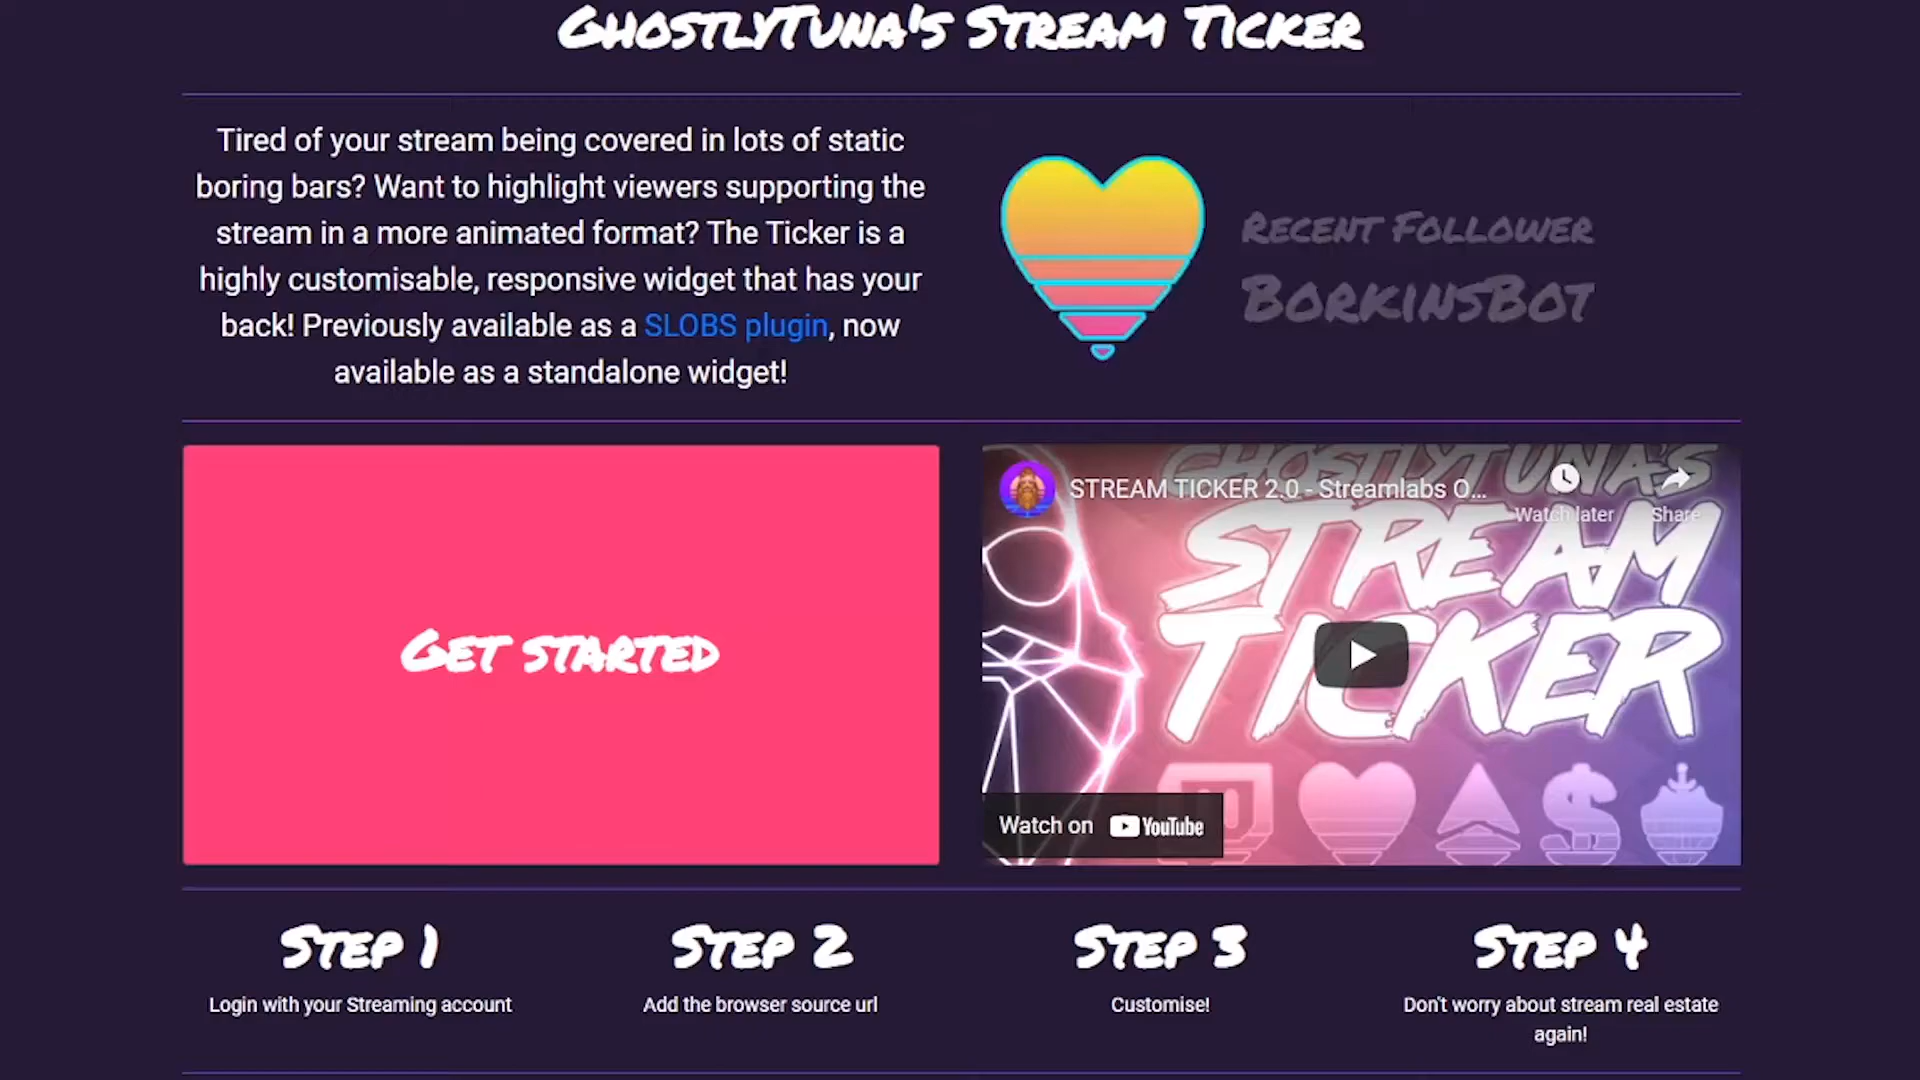 GhostlyTuna's Stream Ticker
Tired of your stream being covered in lots of static
boring bars? Want to highlight viewers supporting the
stream in a more animated format? The Ticker is a
highly customisable, responsive widget that has your
back! Previously available as a SLOBS plugin, now
available as a standalone widget!
Recent Follower
BorkinsBot
Get started
GHOSTLYTUNA'S
STREAM TICKER 2.0 - Streamlabs O...
Watch later
Share
STREAM
TICKER
Watch on YouTube
Step 1
Login with your Streaming account
Step 2
Add the browser source url
Step 3
Customise!
Step 4
Don't worry about stream real estate
again!